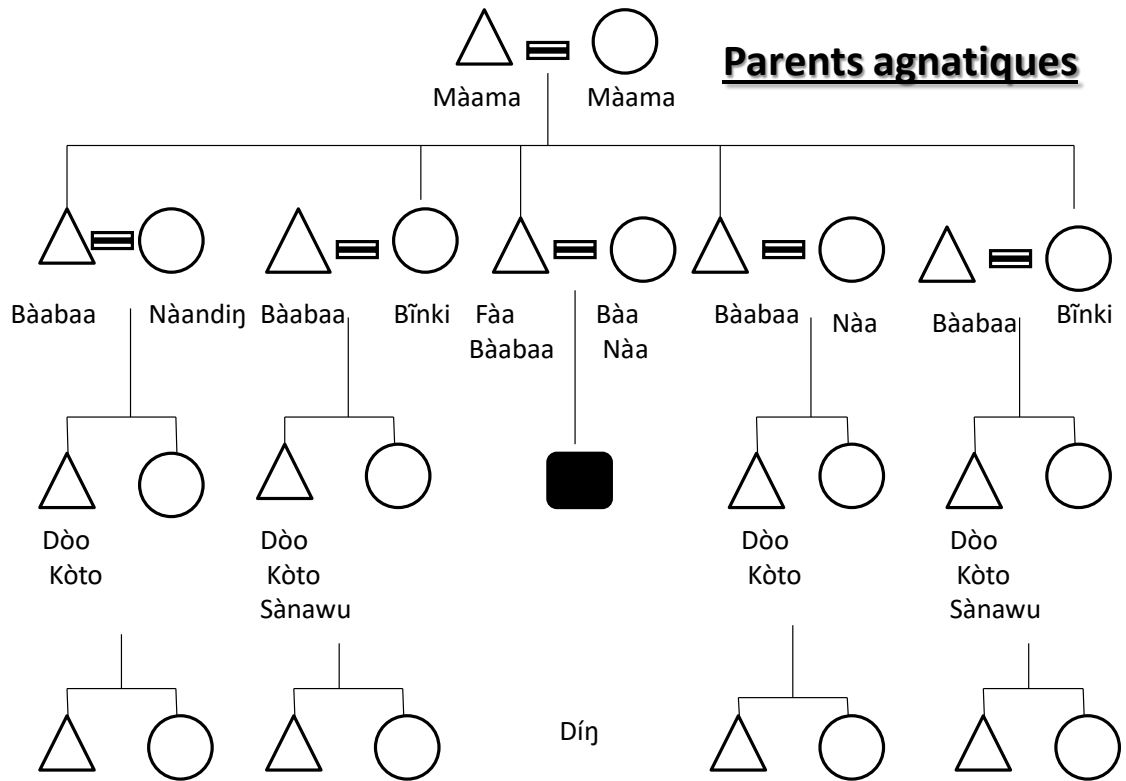 Parents agnatiques
Màama Màama
Bàabaa Nàandiŋ Bàabaa Bĩnki Fàa Bàa Bàabaa Nàa Bàabaa Bĩnki
Bàabaa Nàa
Dòo Dòo Dòo Dòo
Kòto Kòto Kòto Kòto
Sànawu Sànawu
Díŋ